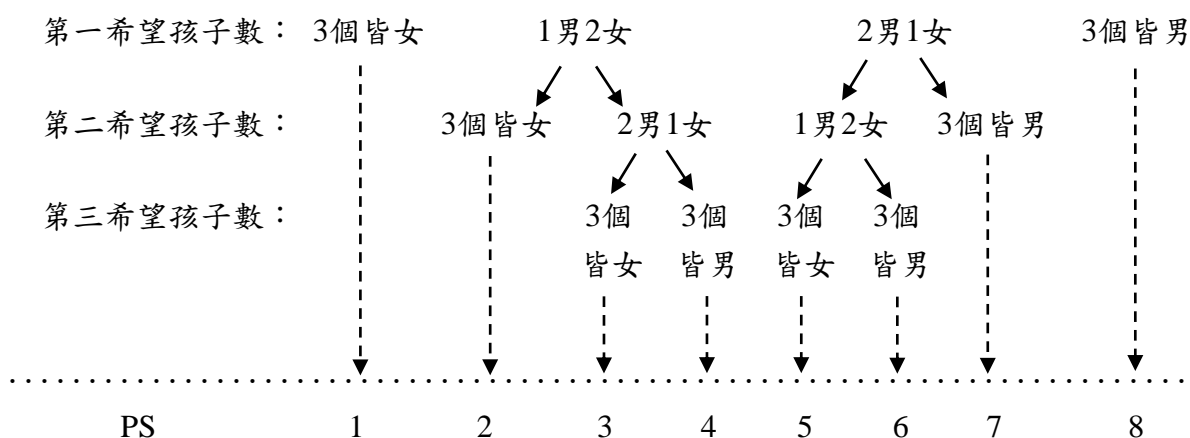 第一希望孩子數： 3個皆女 1男2女 2男1女 3個皆男
第二希望孩子數： 3個皆女 2男1女 1男2女 3個皆男
第三希望孩子數： 3個 3個 3個 3個
皆女 皆男 皆女 皆男
PS 1 2 3 4 5 6 7 8